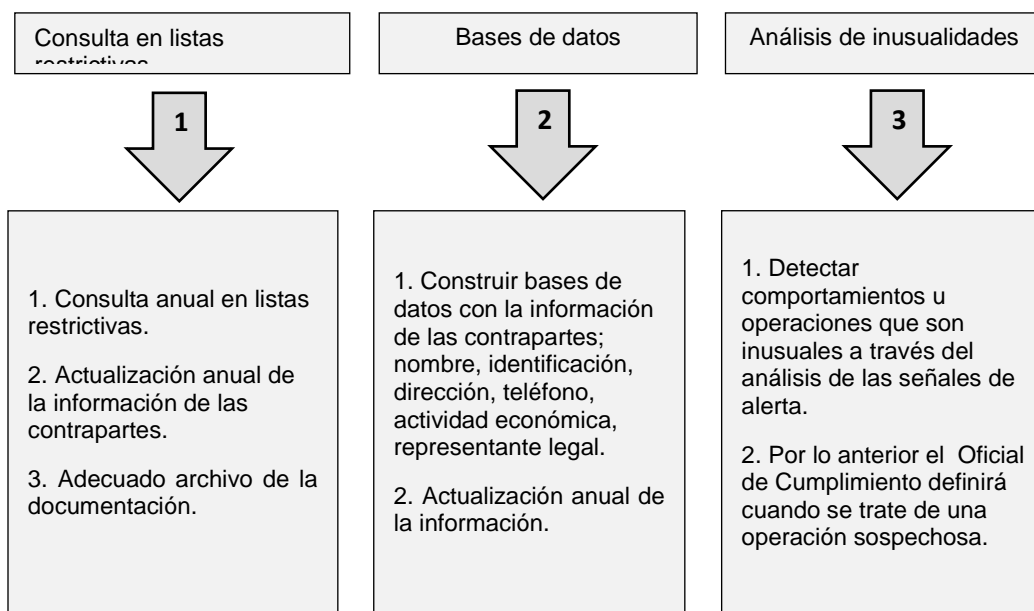 Consulta en listas
restrictivas
Bases de datos
Análisis de inusualidades
1
2
3
1. Consulta anual en listas
restrictivas.
2. Actualización anual de
la información de las
contrapartes.
3. Adecuado archivo de la
documentación.
1. Construir bases de
datos con la información
de las contrapartes;
nombre, identificación,
dirección, teléfono,
actividad económica,
representante legal.
2. Actualización anual de
la información.
1. Detectar
comportamientos u
operaciones que son
inusuales a través del
análisis de las señales de
alerta.
2. Por lo anterior el Oficial
de Cumplimiento definirá
cuando se trate de una
operación sospechosa.